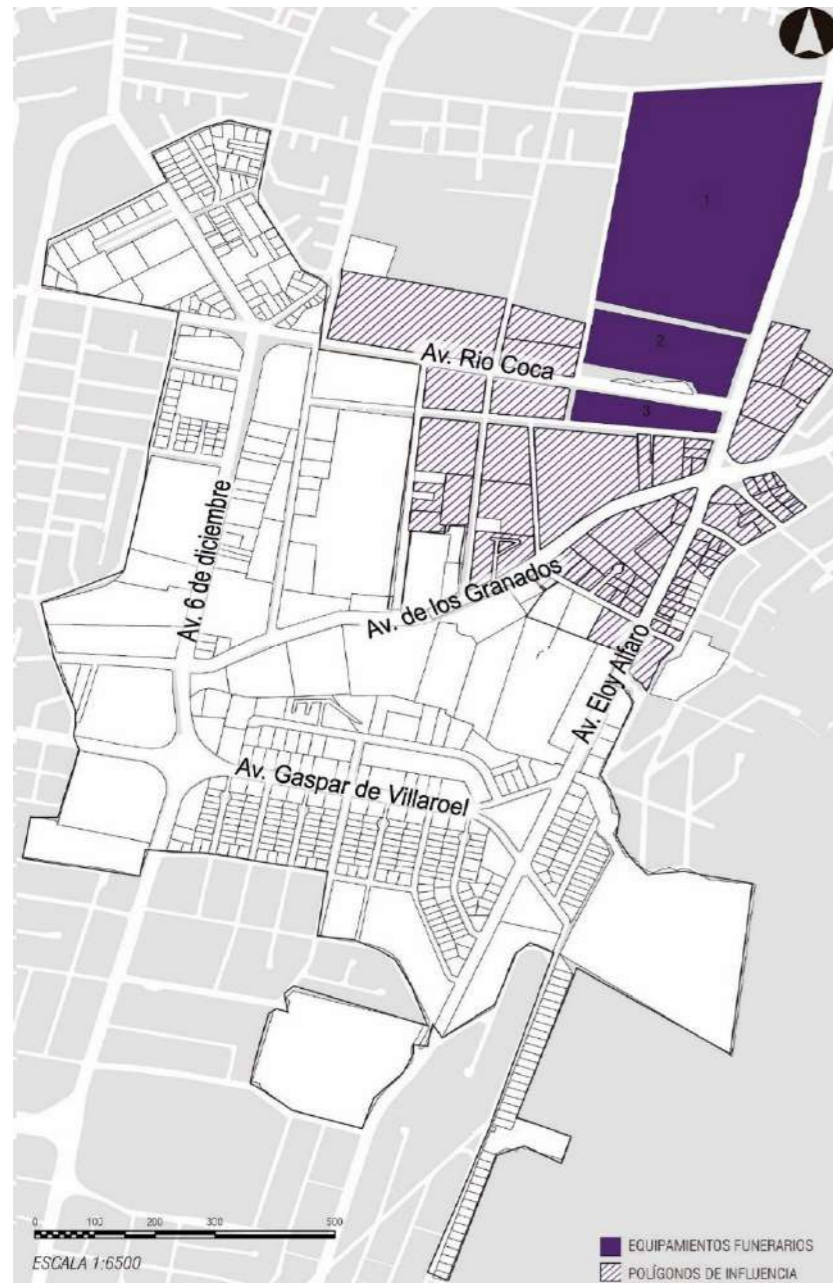 1
2
Av. Rio Coca
3
Av. 6 de diciembre
Av. de los Granados
Av. Eloy Alfaro
Av. Gaspar de Villaroel
0 100 200 300 500
ESCALA 1:6500
EQUIPAMIENTOS FUNERARIOS
POLÍGONOS DE INFLUENCIA